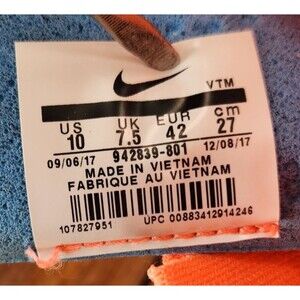 VTM
US UK EUR cm
10 7.5 42 27
09/06/17 942839-801 12/08/17
MADE IN VIETNAM
FABRIQUE AU VIETNAM
107827951 UPC 00883412914246